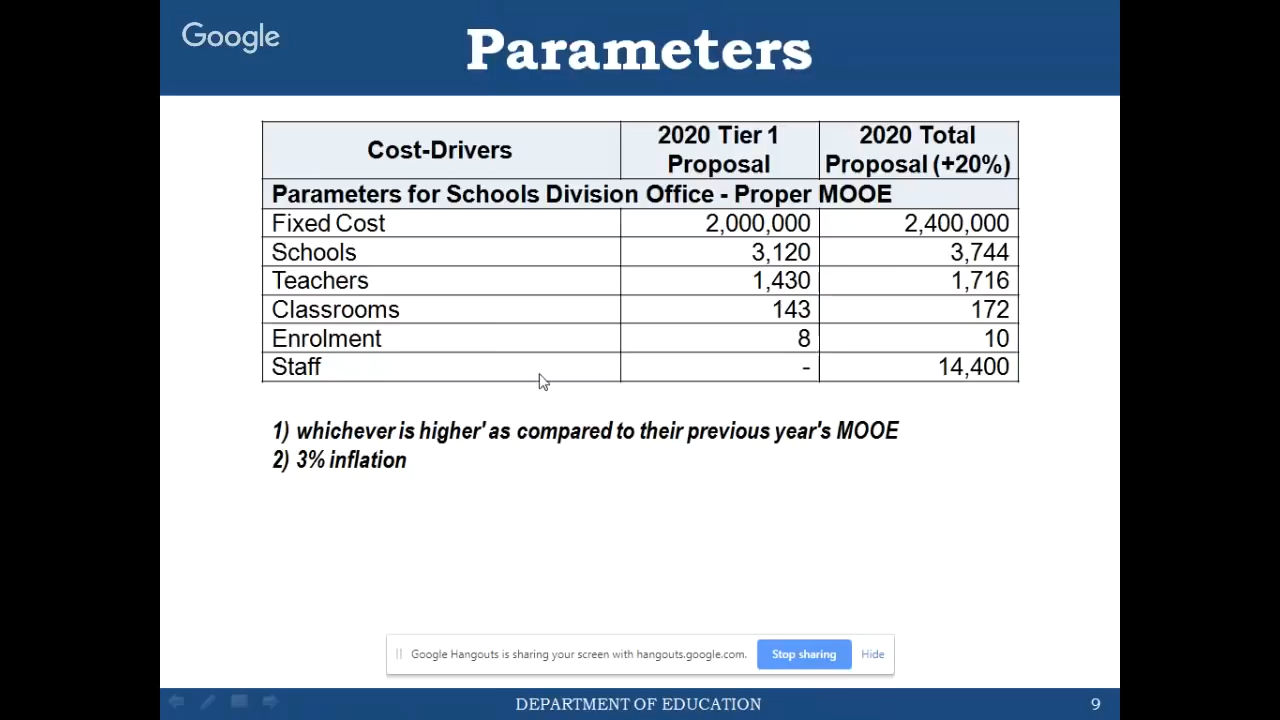 Google
Parameters
Cost-Drivers
2020 Tier 1 Proposal
2020 Total Proposal (+20%)
Parameters for Schools Division Office - Proper MOOE
Fixed Cost 2,000,000 2,400,000
Schools 3,120 3,744
Teachers 1,430 1,716
Classrooms 143 172
Enrolment 8 10
Staff - 14,400
1) whichever is higher' as compared to their previous year's MOOE
2) 3% inflation
Google Hangouts is sharing your screen with hangouts.google.com. Stop sharing Hide
DEPARTMENT OF EDUCATION 9